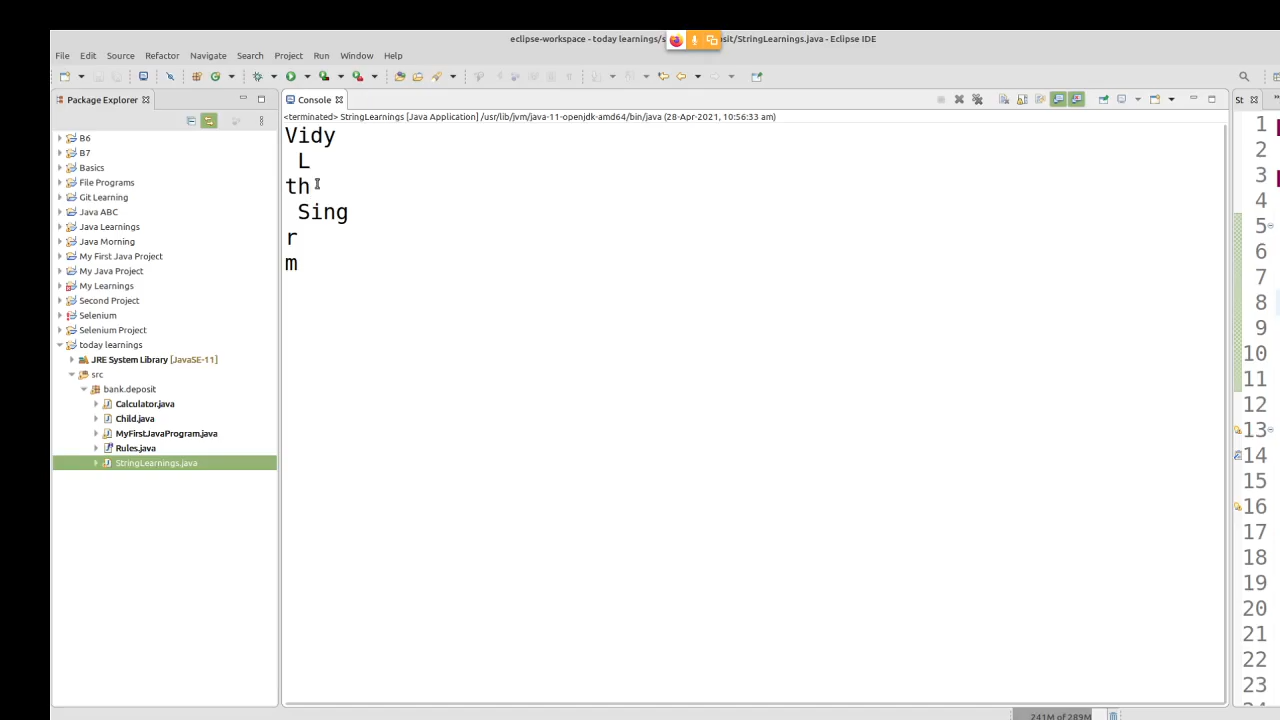 eclipse-workspace - today learnings/s
sit/StringLearnings.java - Eclipse IDE
File Edit Source Refactor Navigate Search Project Run Window Help
Package Explorer
Console
St
<terminated> StringLearnings [Java Application] /usr/lib/jvm/java-11-openjdk-amd64/bin/java (28-Apr-2021, 10:56:33 am)
Vidy
L
th
Sing
r
m
B6
B7
Basics
File Programs
Git Learning
Java ABC
Java Learnings
Java Morning
My First Java Project
My Java Project
My Learnings
Second Project
Selenium
Selenium Project
today learnings
JRE System Library [JavaSE-11]
src
bank.deposit
Calculator.java
Child.java
MyFirstJavaProgram.java
Rules.java
StringLearnings.java
1
2
3
4
5
6
7
8
9
10
11
12
13
14
15
16
17
18
19
20
21
22
23
241M of 289M